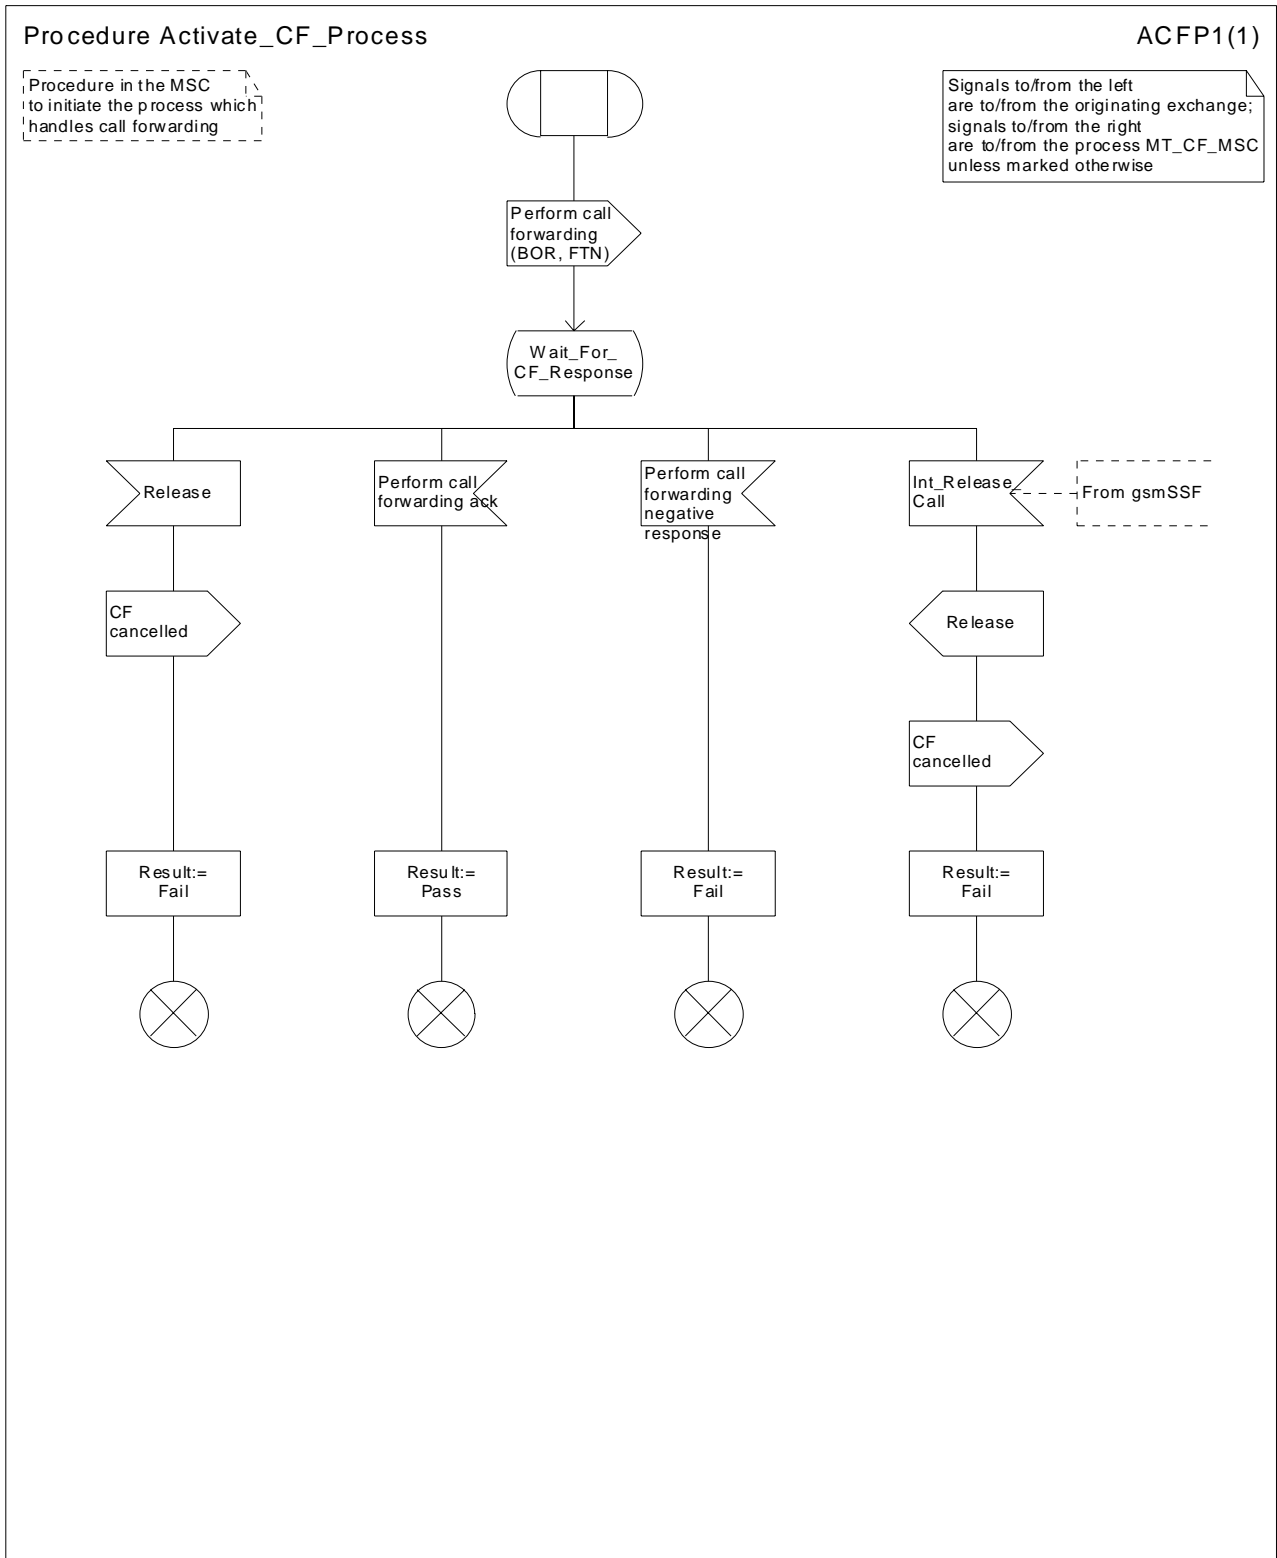 Procedure Activate_CF_Process
ACFP1(1)
Procedure in the MSC
to initiate the process which
handles call forwarding
Signals to/from the left
are to/from the originating exchange;
signals to/from the right
are to/from the process MT_CF_MSC
unless marked otherwise
Perform call
forwarding
(BOR, FTN)
Wait_For_
CF_Response
Release
Perform call
forwarding ack
Perform call
forwarding
negative
response
Int_Release_
Call
From gsmSSF
CF
cancelled
Release
CF
cancelled
Result:=
Fail
Result:=
Pass
Result:=
Fail
Result:=
Fail